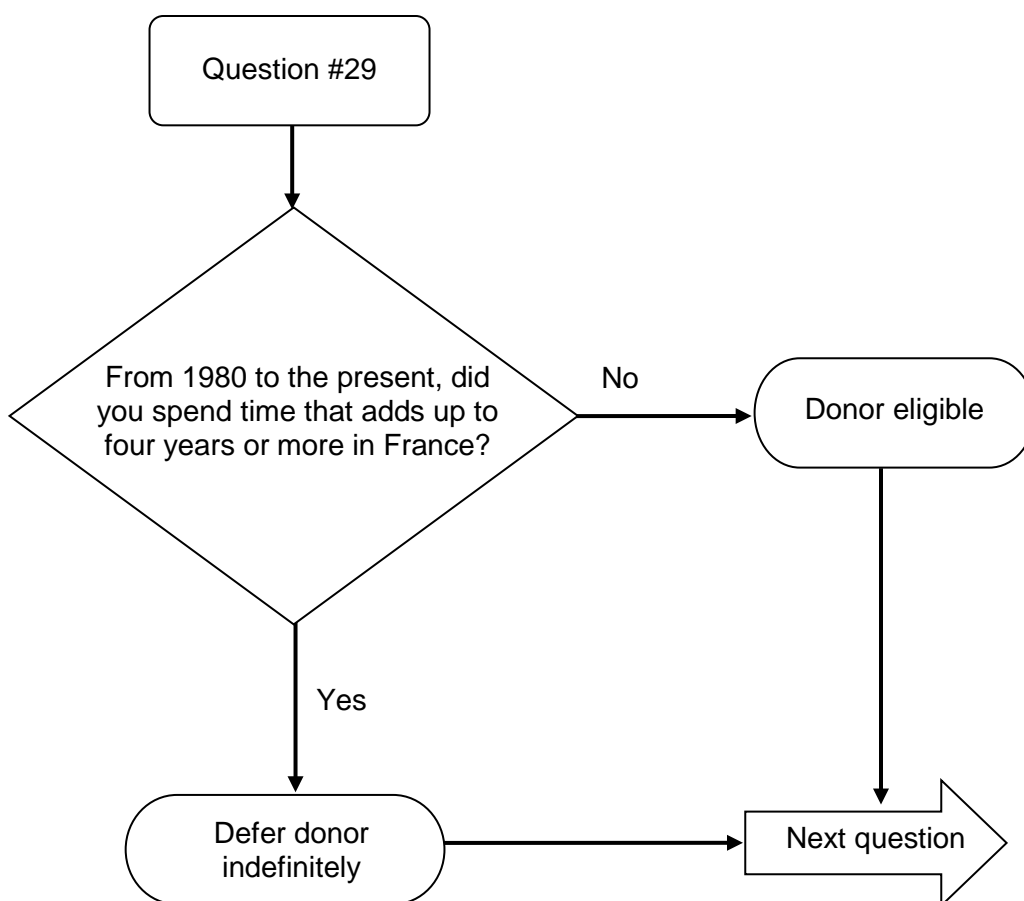 Question #29
From 1980 to the present, did
you spend time that adds up to
four years or more in France?
No
Donor eligible
Yes
Defer donor
indefinitely
Next question